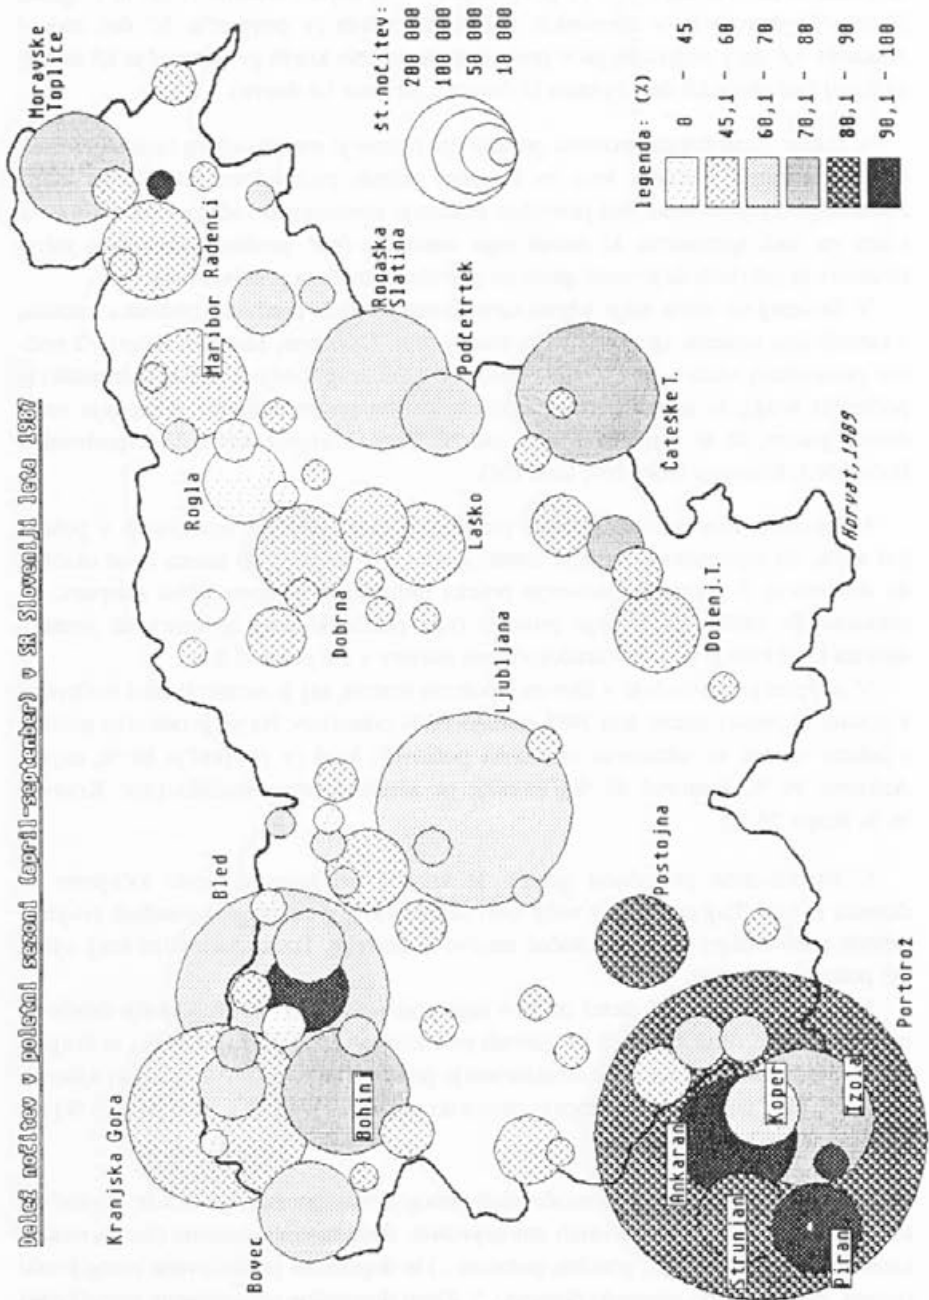 Delež nočitev v poletni sezoni (april-september) v SR Sloveniji leta 1987
Moravske
Toplice
Radenci
Maribor
Rogla
Rogaška
Slatina
Podčetrtek
Dobrna
Laško
Čateške T.
Dolenj.T.
Ljubljana
Bled
Kranjska Gora
Bovec
Bohinj
Postojna
Portorož
Ankaran
Koper
Izola
Strunjan
Piran
št.nočitev:
200 000
100 000
50 000
10 000
legenda: (%)
0 - 45
45,1 - 60
60,1 - 70
70,1 - 80
80,1 - 90
90,1 - 100
A Horvat, 1989